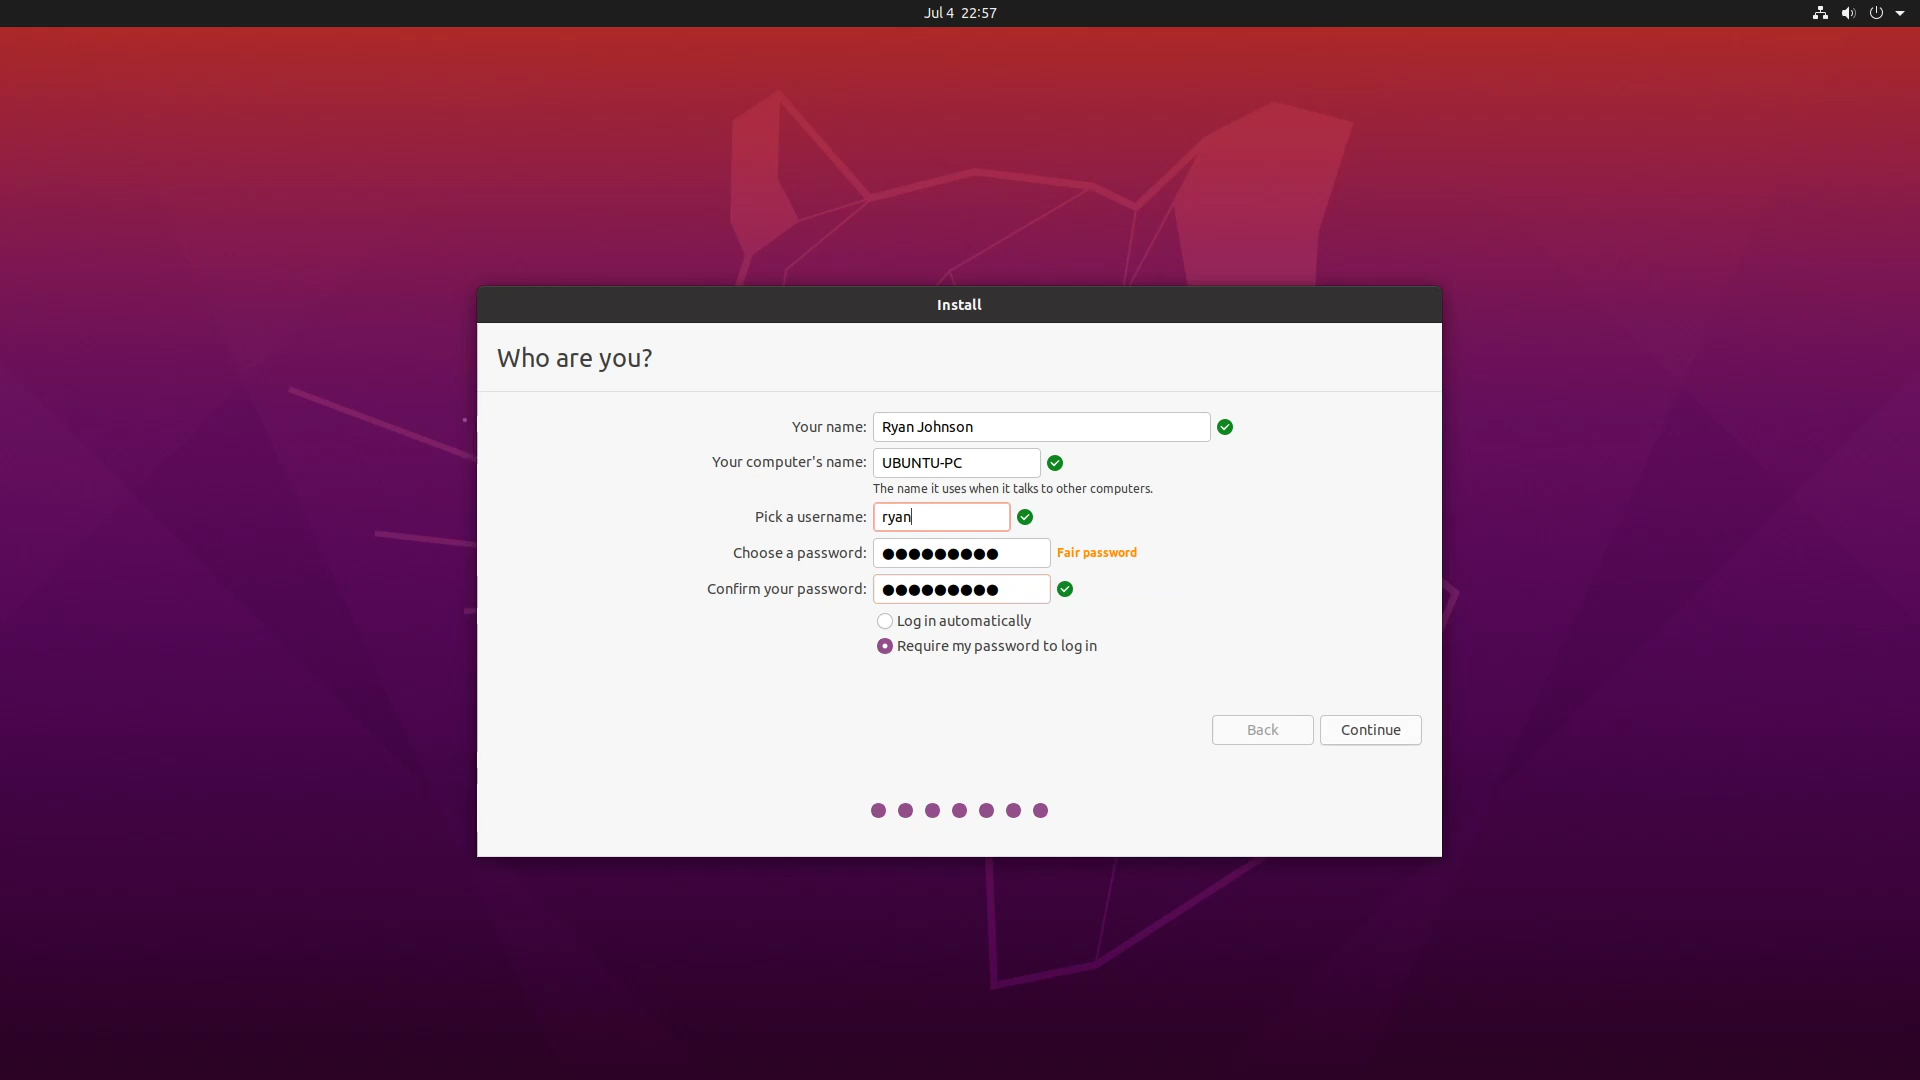 Jul 4 22:57
Install
Who are you?
Your name: Ryan Johnson
Your computer's name: UBUNTU-PC
The name it uses when it talks to other computers.
Pick a username: ryan
Choose a password: ●●●●●●●●● Fair password
Confirm your password: ●●●●●●●●●
Log in automatically
Require my password to log in
Back Continue